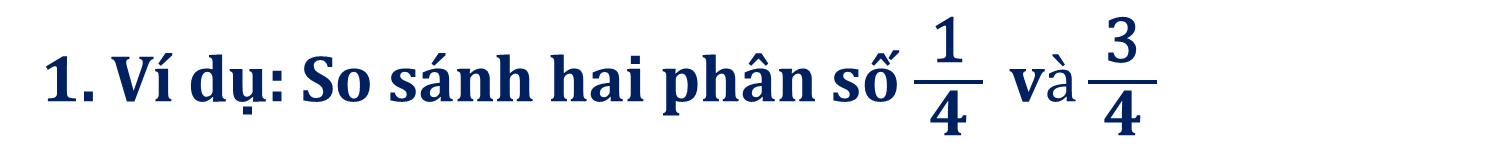 1. Ví dụ: So sánh hai phân số 1/4 và 3/4